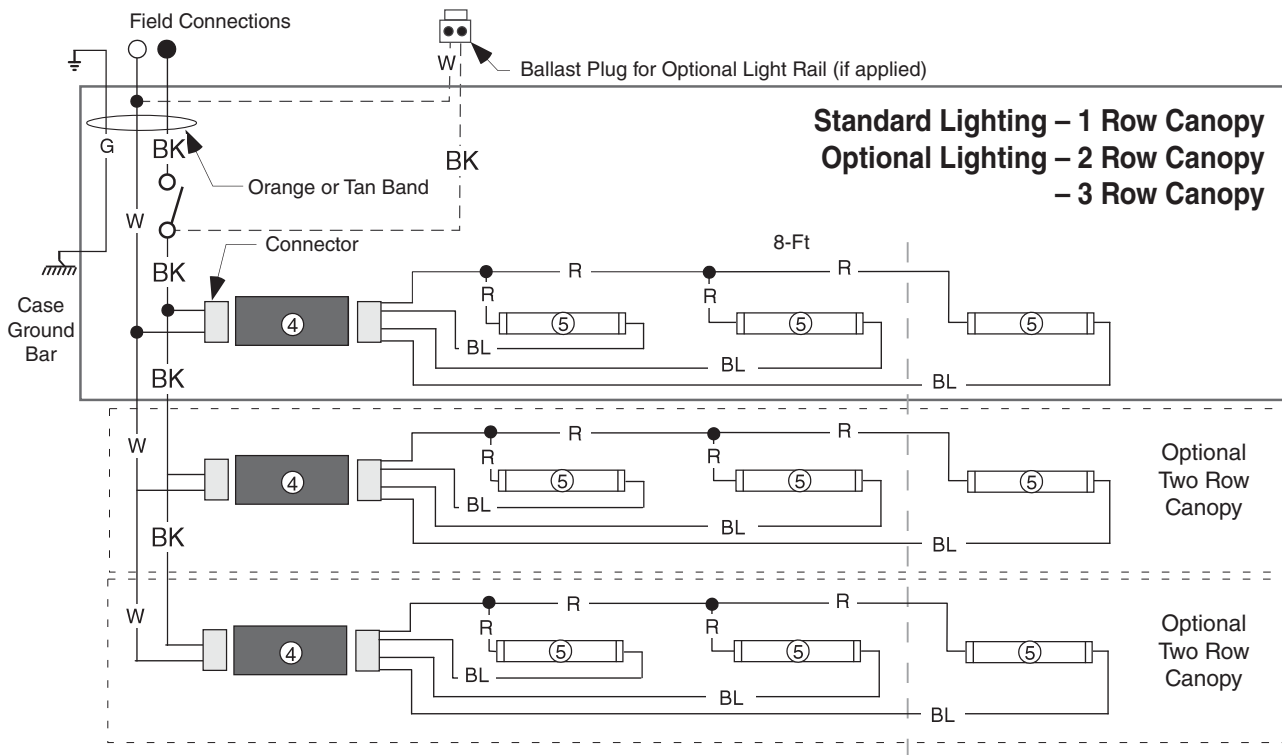 Field Connections
W
Ballast Plug for Optional Light Rail (if applied)
Standard Lighting – 1 Row Canopy
Optional Lighting – 2 Row Canopy
– 3 Row Canopy
G
BK
BK
Orange or Tan Band
W
Connector
8-Ft
BK
R
R
Case
Ground
Bar
R
R
4
5
5
5
BL
BL
BL
BK
W
R
R
R
R
Optional
Two Row
Canopy
4
5
5
5
BL
BL
BL
BK
W
R
R
R
R
Optional
Two Row
Canopy
4
5
5
5
BL
BL
BL